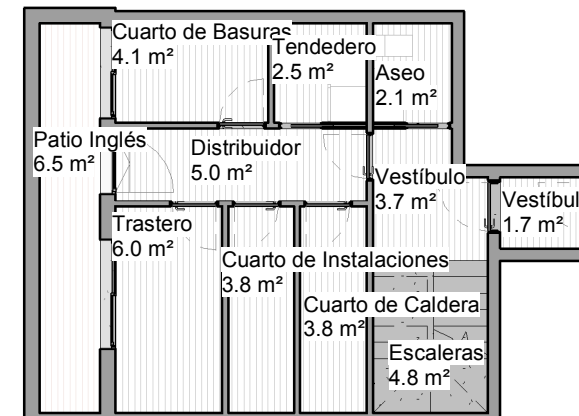 Cuarto de Basuras
4.1 m²
Tendedero
2.5 m²
Aseo
2.1 m²
Patio Inglés
6.5 m²
Distribuidor
5.0 m²
Vestíbulo
3.7 m²
Vestíbul
1.7 m²
Trastero
6.0 m²
Cuarto de Instalaciones
3.8 m²
Cuarto de Caldera
3.8 m²
Escaleras
4.8 m²